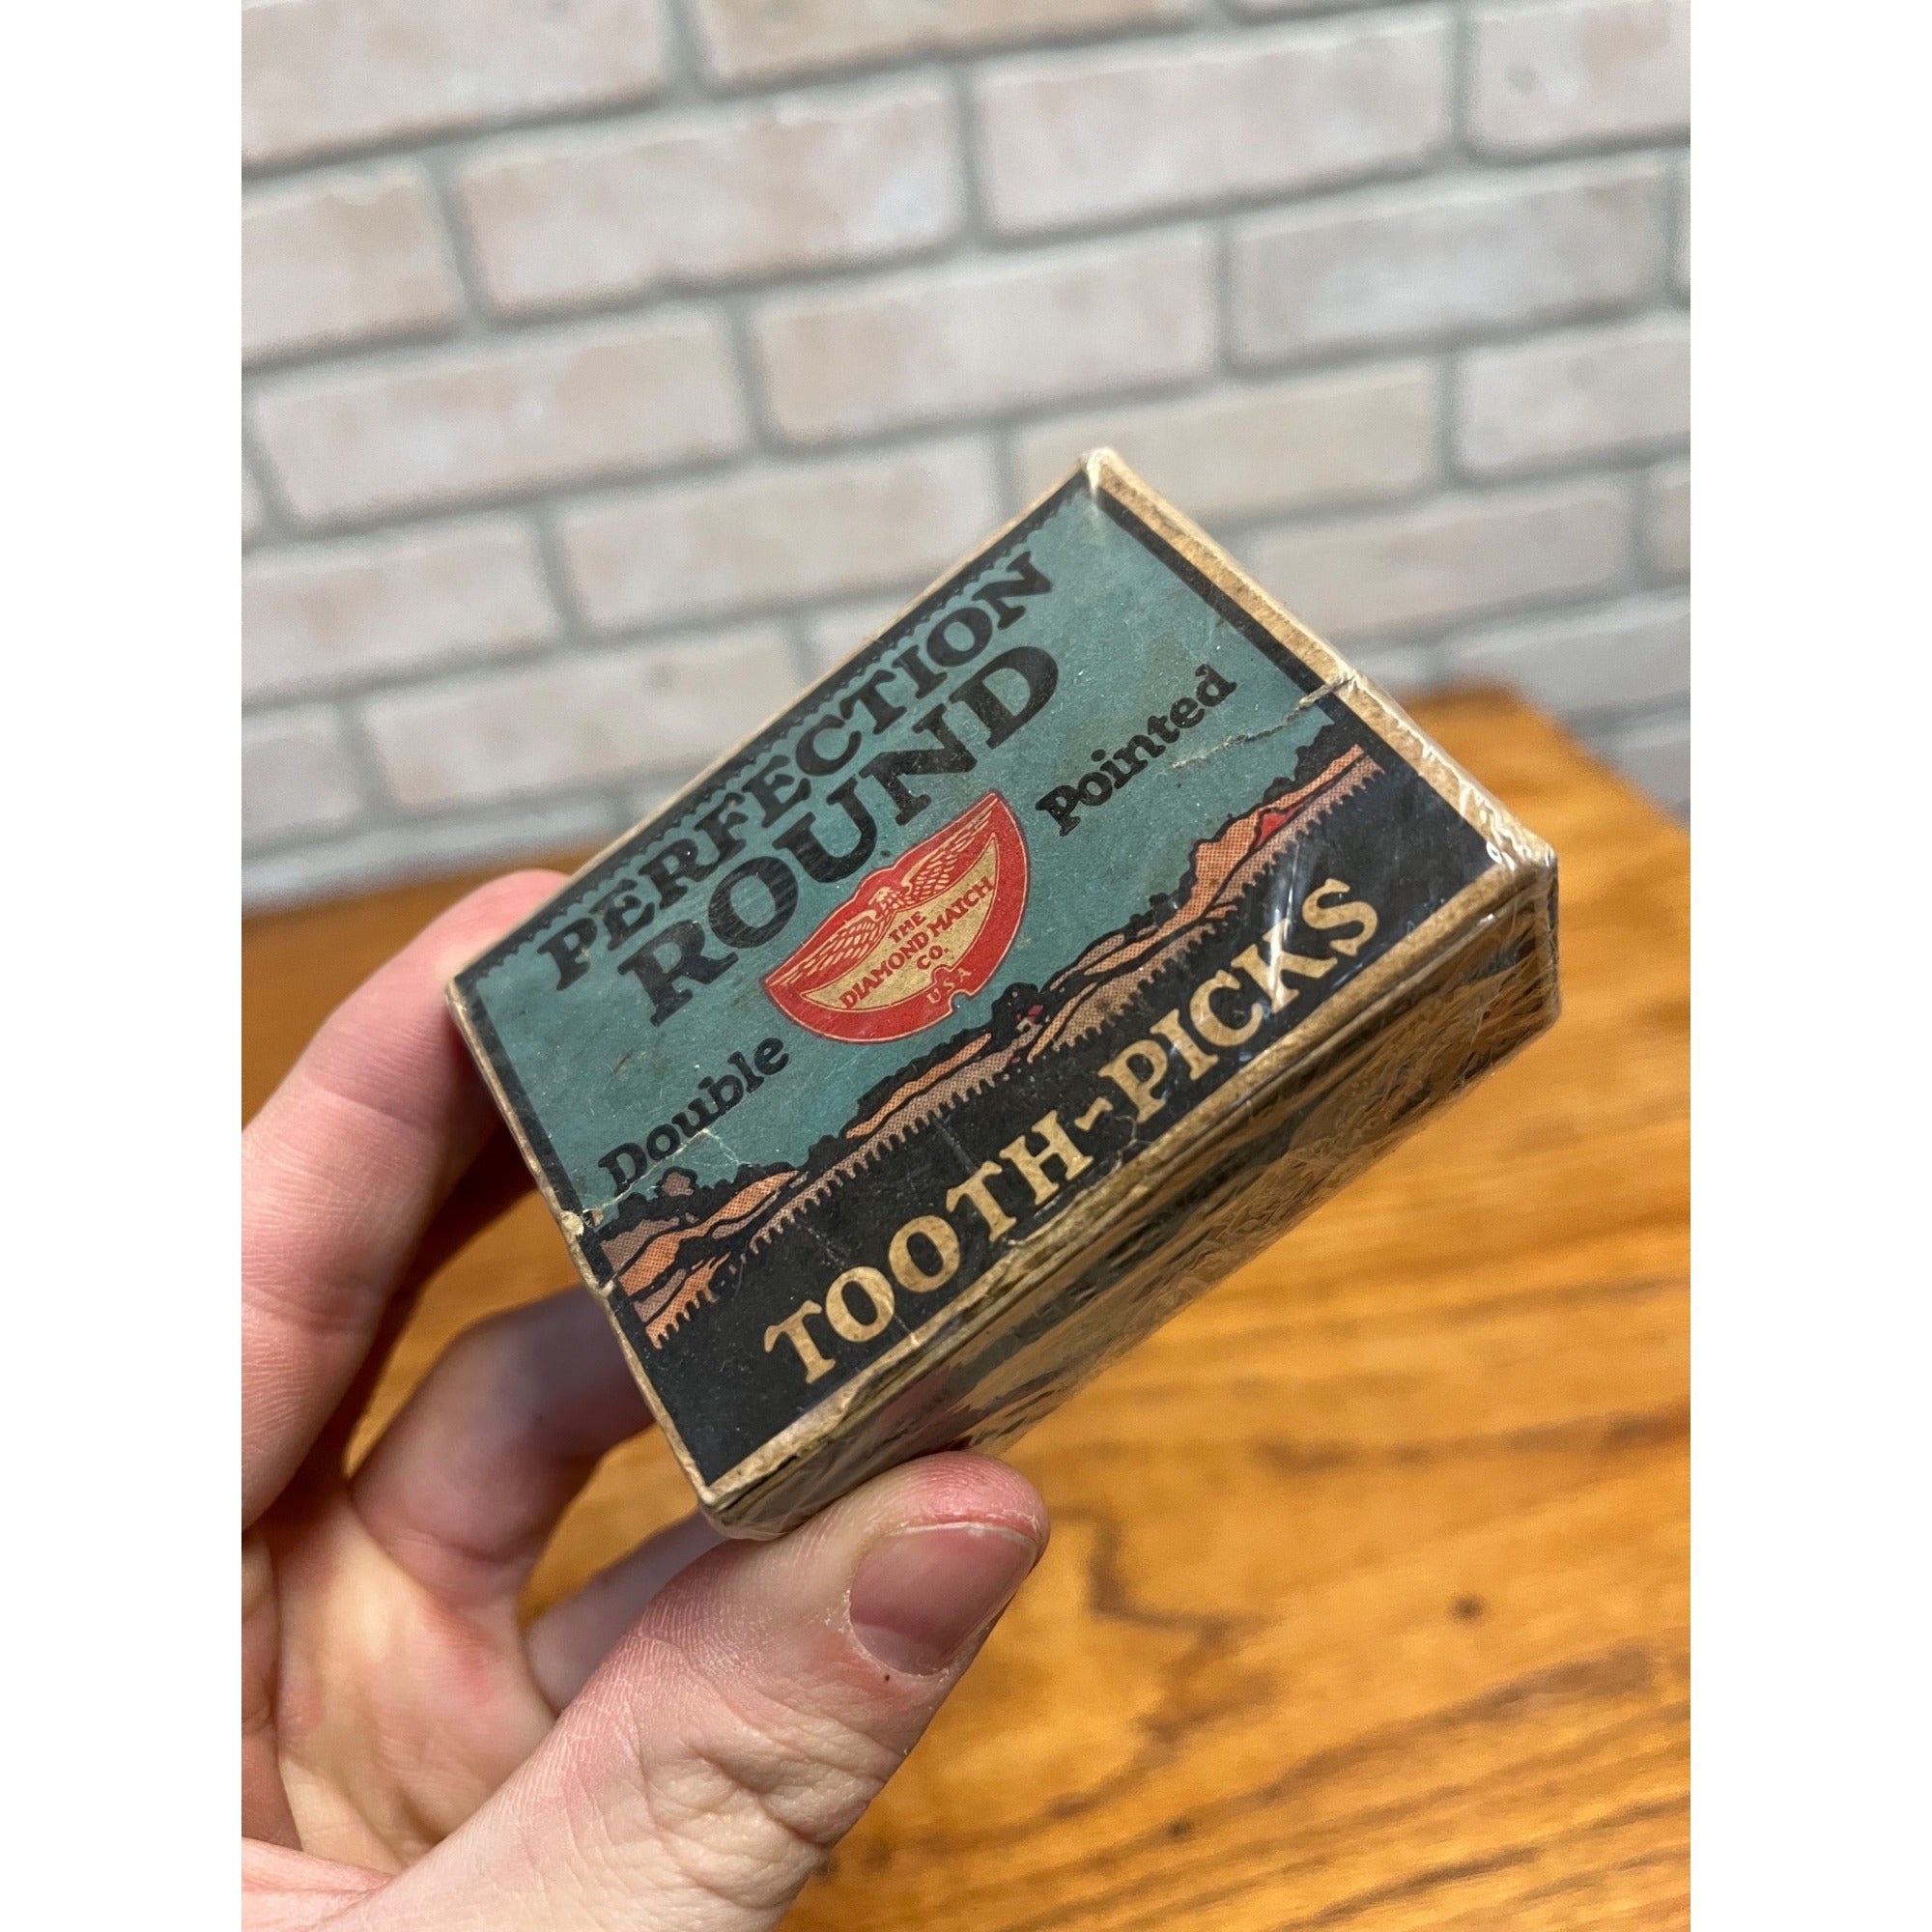 PERFECTION
ROUND
Double Pointed
THE
DIAMOND MATCH
CO.
USA
TOOTH-PICKS